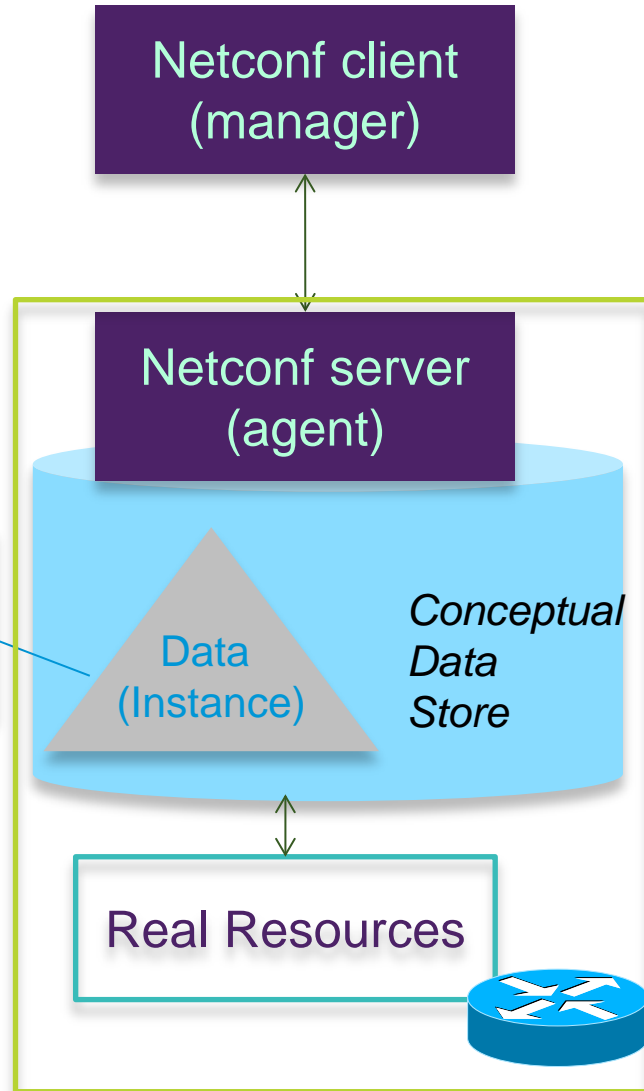 Netconf client
(manager)
Netconf server
(agent)
Conceptual
Data
Store
Data
(Instance)
Real Resources